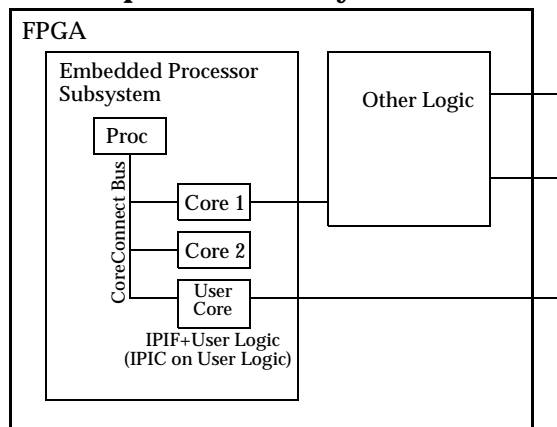 FPGA
Embedded Processor
Subsystem
Other Logic
Proc
CoreConnect Bus
Core 1
Core 2
User
Core
IPIF+User Logic
(IPIC on User Logic)